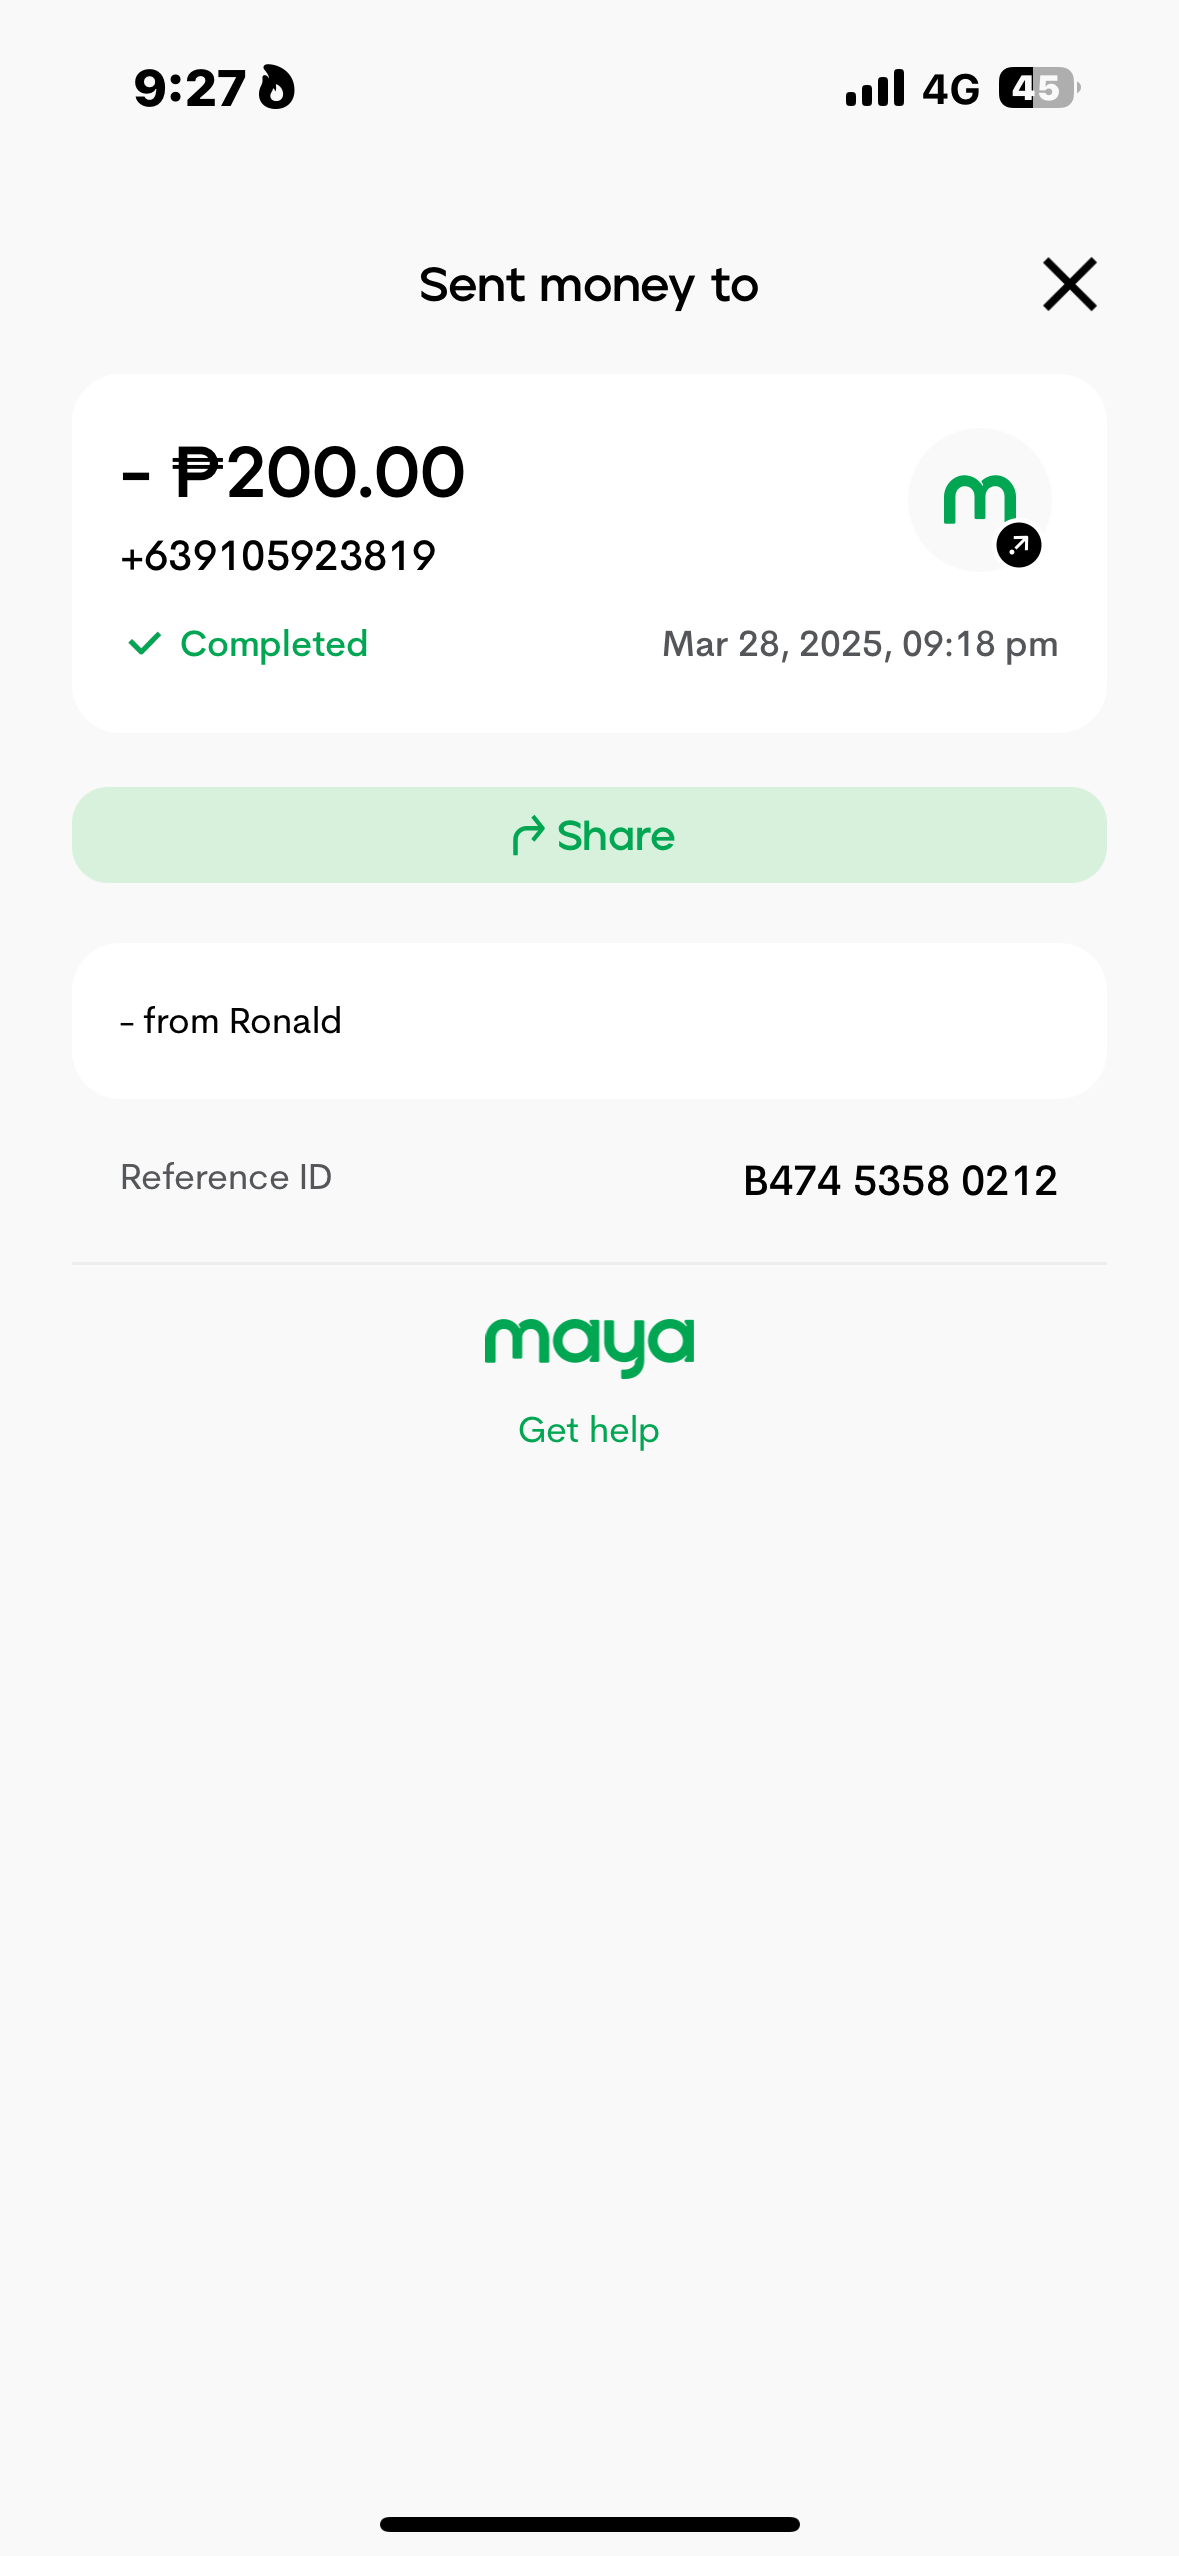 9:27
4G
45
Sent money to
- ₱200.00
+639105923819
Completed
Mar 28, 2025, 09:18 pm
Share
- from Ronald
Reference ID
B474 5358 0212
maya
Get help